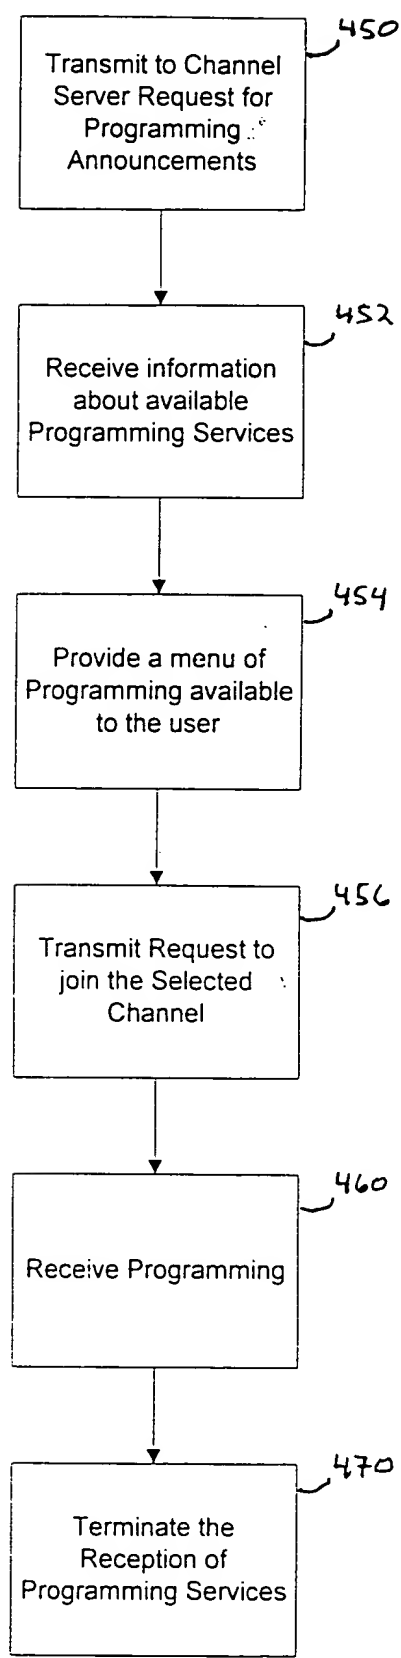 450
Transmit to Channel
Server Request for
Programming
Announcements
452
Receive information
about available
Programming Services
454
Provide a menu of
Programming available
to the user
456
Transmit Request to
join the Selected
Channel
460
Receive Programming
470
Terminate the
Reception of
Programming Services